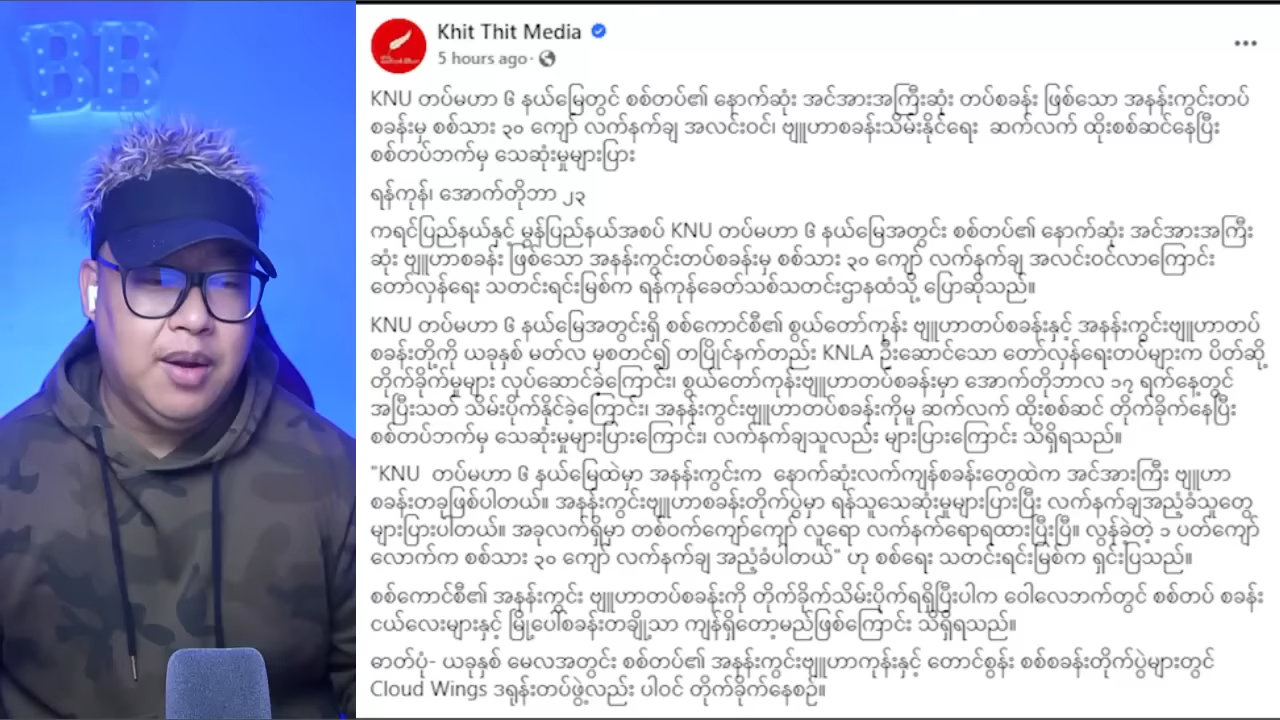 BB
Khit Thit Media
5 hours ago
KNU တပ်မဟာ ၆ နယ်မြေတွင် စစ်တပ်၏ နောက်ဆုံး အင်အားအကြီးဆုံး တပ်စခန်း ဖြစ်သော အနန်းကွင်းတပ်
စခန်းမှ စစ်သား ၃၀ ကျော် လက်နက်ချ အလင်းဝင်၊ ဗျူဟာစခန်းသိမ်းနိုင်ရေး ဆက်လက် ထိုးစစ်ဆင်နေပြီး
စစ်တပ်ဘက်မှ သေဆုံးမှုများပြား
ရန်ကုန်၊ အောက်တိုဘာ ၂၃
ကရင်ပြည်နယ်နှင့် မွန်ပြည်နယ်အစပ် KNU တပ်မဟာ ၆ နယ်မြေအတွင်း စစ်တပ်၏ နောက်ဆုံး အင်အားအကြီး
ဆုံး ဗျူဟာစခန်း ဖြစ်သော အနန်းကွင်းတပ်စခန်းမှ စစ်သား ၃၀ ကျော် လက်နက်ချ အလင်းဝင်လာကြောင်း
တော်လှန်ရေး သတင်းရင်းမြစ်က ရန်ကုန်ခေတ်သစ်သတင်းဌာနထံသို့ ပြောဆိုသည်။
KNU တပ်မဟာ ၆ နယ်မြေအတွင်းရှိ စစ်ကောင်စီ၏ စွယ်တော်ကုန်း ဗျူဟာတပ်စခန်းနှင့် အနန်းကွင်းဗျူဟာတပ်
စခန်းတို့ကို ယခုနှစ် မတ်လ မှစတင်၍ တပြိုင်နက်တည်း KNLA ဦးဆောင်သော တော်လှန်ရေးတပ်များက ပိတ်ဆို့
တိုက်ခိုက်မှုများ လုပ်ဆောင်ခဲ့ကြောင်း၊ စွယ်တော်ကုန်းဗျူဟာတပ်စခန်းမှာ အောက်တိုဘာလ ၁၇ ရက်နေ့တွင်
အပြီးသတ် သိမ်းပိုက်နိုင်ခဲ့ကြောင်း၊ အနန်းကွင်းဗျူဟာတပ်စခန်းကိုမူ ဆက်လက် ထိုးစစ်ဆင် တိုက်ခိုက်နေပြီး
စစ်တပ်ဘက်မှ သေဆုံးမှုများပြားကြောင်း၊ လက်နက်ချသူလည်း များပြားကြောင်း သိရှိရသည်။
"KNU တပ်မဟာ ၆ နယ်မြေထဲမှာ အနန်းကွင်းက နောက်ဆုံးလက်ကျန်စခန်းတွေထဲက အင်အားကြီး ဗျူဟာ
စခန်းတခုဖြစ်ပါတယ်။ အနန်းကွင်းဗျူဟာစခန်းတိုက်ပွဲမှာ ရန်သူသေဆုံးမှုများပြားပြီး လက်နက်ချအညံ့ခံသူတွေ
များပြားပါတယ်။ အခုလက်ရှိမှာ တစ်ဝက်ကျော်ကျော် လူရော လက်နက်ရောရထားပြီးပြီ။ လွန်ခဲ့တဲ့ ၁ ပတ်ကျော်
လောက်က စစ်သား ၃၀ ကျော် လက်နက်ချ အညံ့ခံပါတယ်" ဟု စစ်ရေး သတင်းရင်းမြစ်က ရှင်းပြသည်။
စစ်ကောင်စီ၏ အနန်းကွင်း ဗျူဟာတပ်စခန်းကို တိုက်ခိုက်သိမ်းပိုက်ရရှိပြီးပါက ဝေါလေဘက်တွင် စစ်တပ် စခန်း
ငယ်လေးများနှင့် မြို့ပေါ်စခန်းတချို့သာ ကျန်ရှိတော့မည်ဖြစ်ကြောင်း သိရှိရသည်။
ဓာတ်ပုံ- ယခုနှစ် မေလအတွင်း စစ်တပ်၏ အနန်းကွင်းဗျူဟာကုန်းနှင့် တောင်စွန်း စစ်စခန်းတိုက်ပွဲများတွင်
Cloud Wings ဒရုန်းတပ်ဖွဲ့လည်း ပါဝင် တိုက်ခိုက်နေစဉ်။